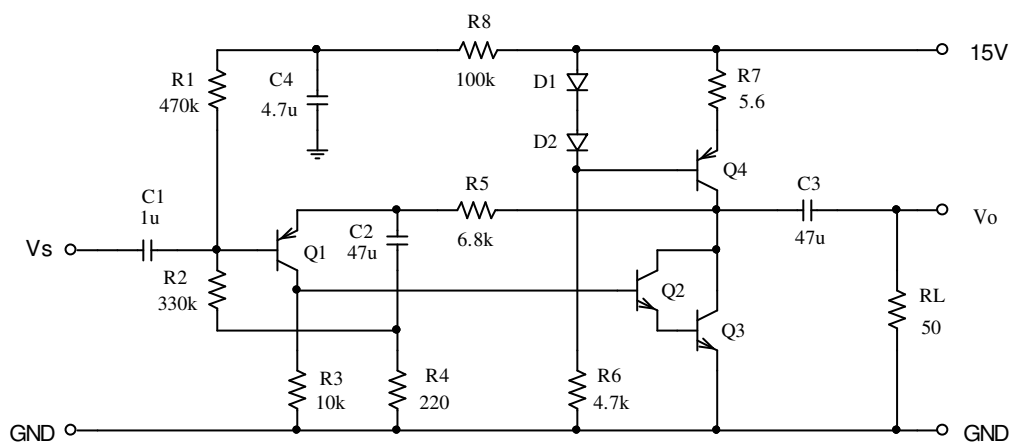 R8
100k
15V
R1
470k
C4
4.7u
D1
R7
5.6
D2
Q4
C1
1u
R5
6.8k
C3
47u
Vo
Vs
Q1
C2
47u
R2
330k
Q2
Q3
RL
50
R3
10k
R4
220
R6
4.7k
GND
GND